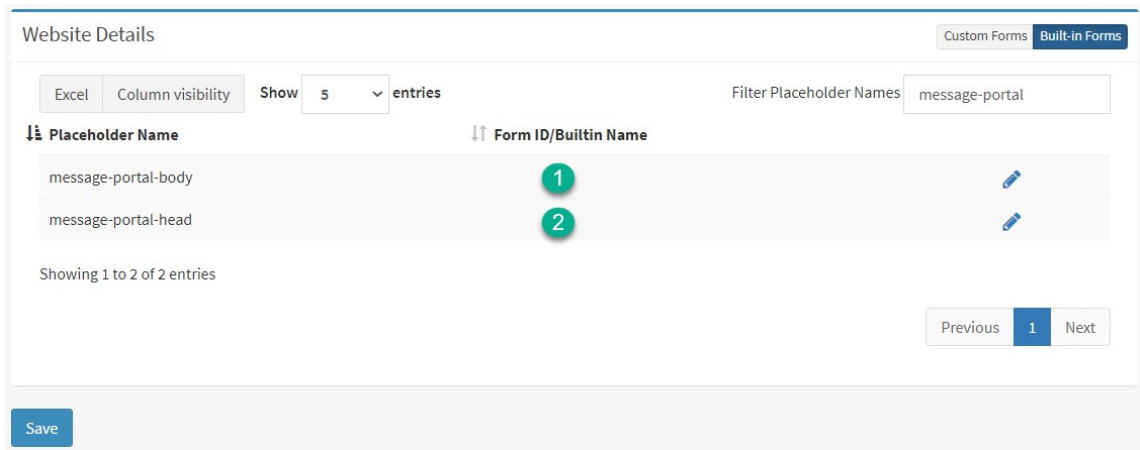 Website Details Custom Forms Built-in Forms
Excel Column visibility Show 5 entries Filter Placeholder Names message-portal
Placeholder Name Form ID/Builtin Name
message-portal-body 1
message-portal-head 2
Showing 1 to 2 of 2 entries
Previous 1 Next
Save